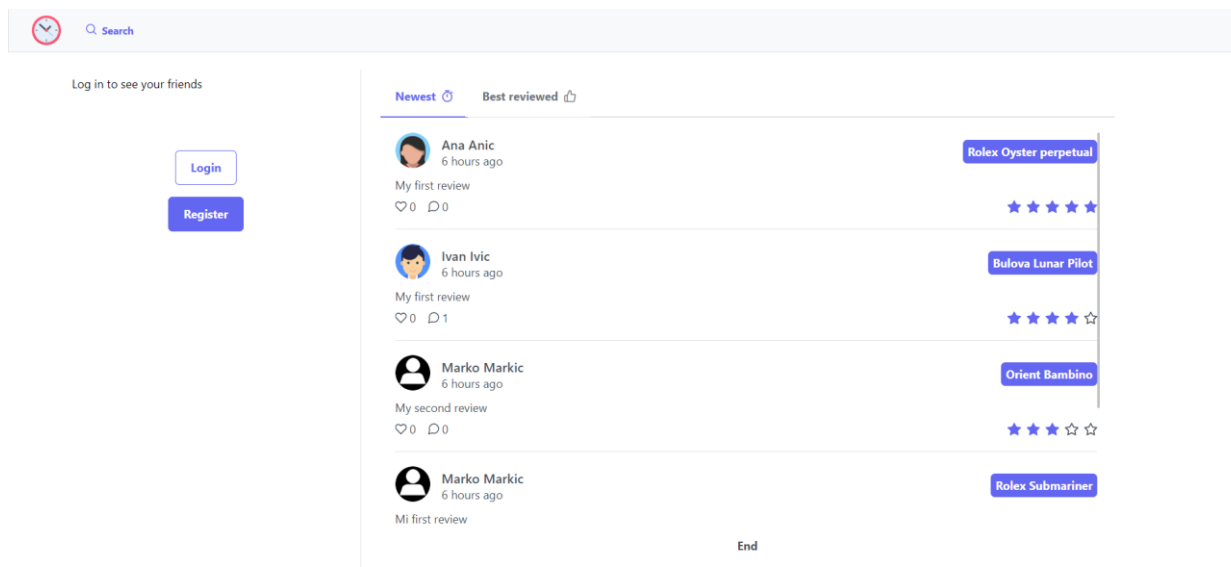 Search
Log in to see your friends
Login
Register
Newest Best reviewed
Ana Anic
6 hours ago
Rolex Oyster perpetual
My first review
0 0
Ivan Ivic
6 hours ago
Bulova Lunar Pilot
My first review
0 1
Marko Markic
6 hours ago
Orient Bambino
My second review
0 0
Marko Markic
6 hours ago
Rolex Submariner
Mi first review
End